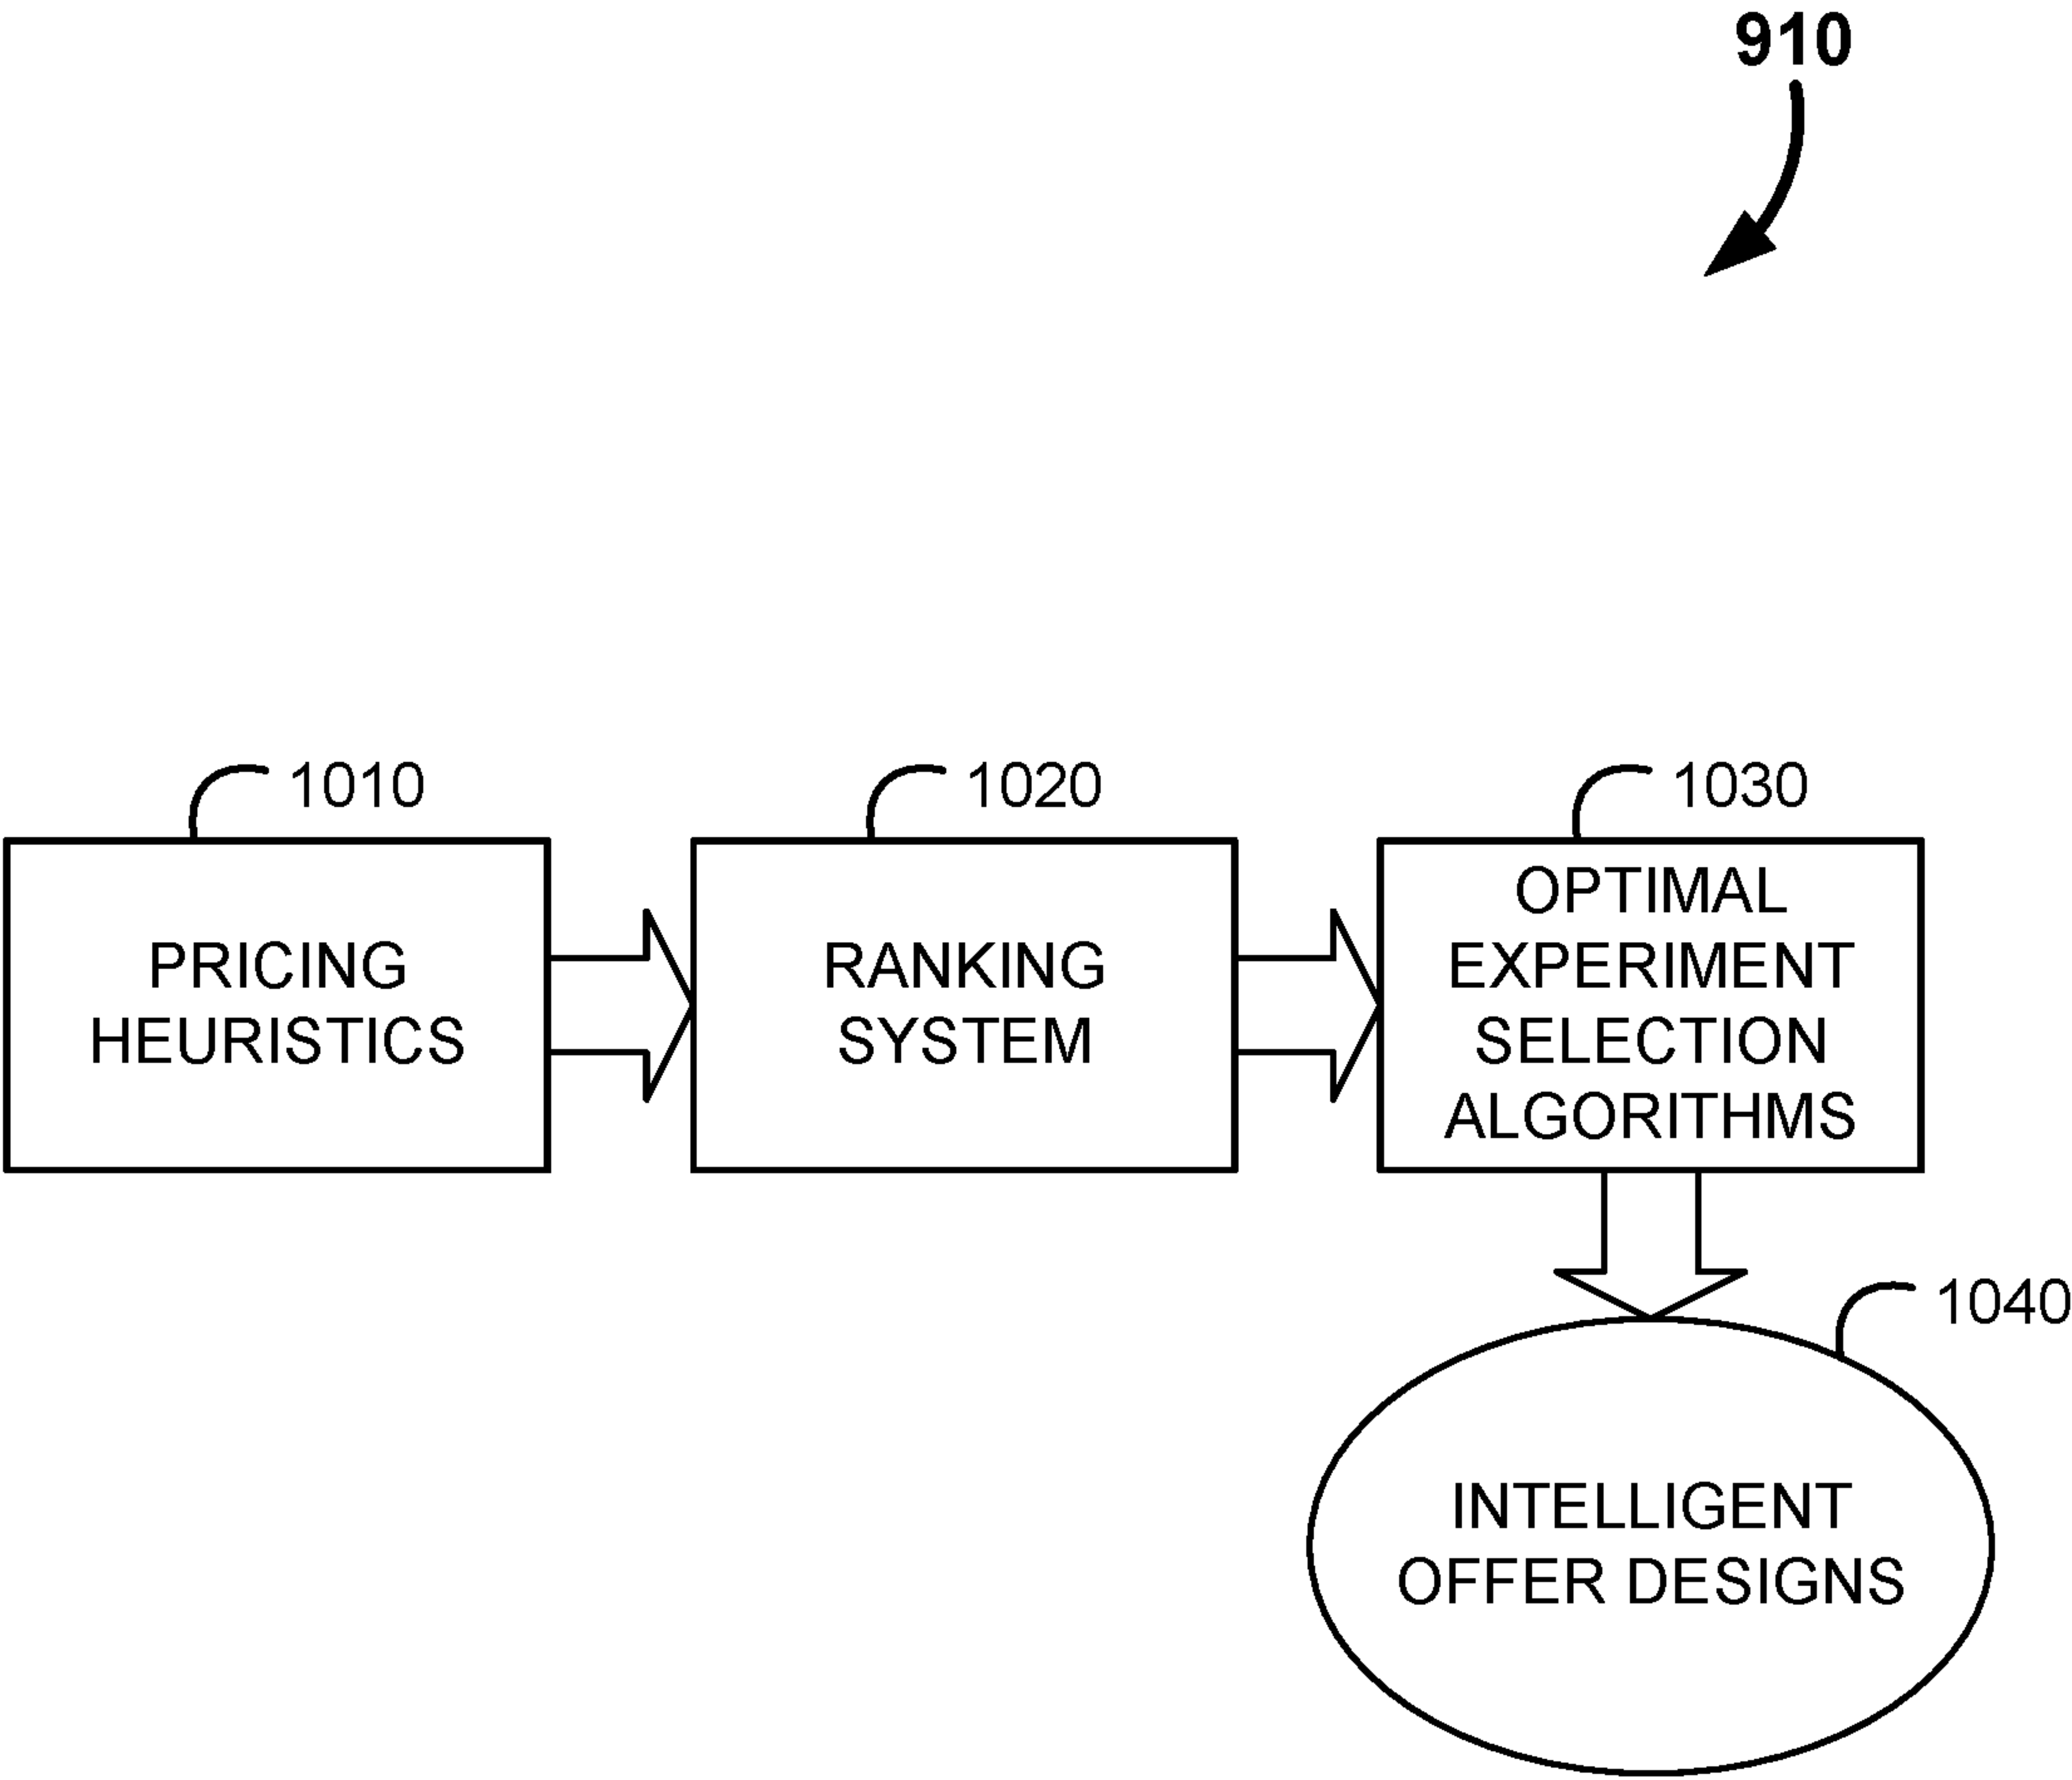 910
1010
PRICING
HEURISTICS
1020
RANKING
SYSTEM
1030
OPTIMAL
EXPERIMENT
SELECTION
ALGORITHMS
1040
INTELLIGENT
OFFER DESIGNS